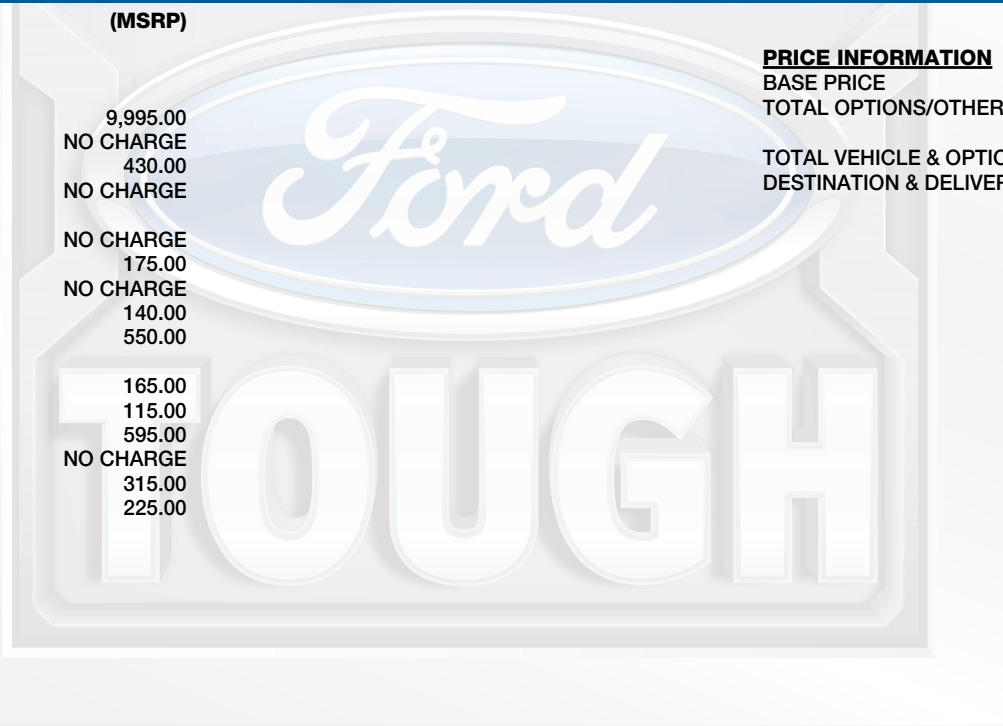 (MSRP)
9,995.00
NO CHARGE
430.00
NO CHARGE
NO CHARGE
175.00
NO CHARGE
140.00
550.00
165.00
115.00
595.00
NO CHARGE
315.00
225.00
PRICE INFORMATION
BASE PRICE
TOTAL OPTIONS/OTHER
TOTAL VEHICLE & OPTIO
DESTINATION & DELIVER
Ford
TOUGH